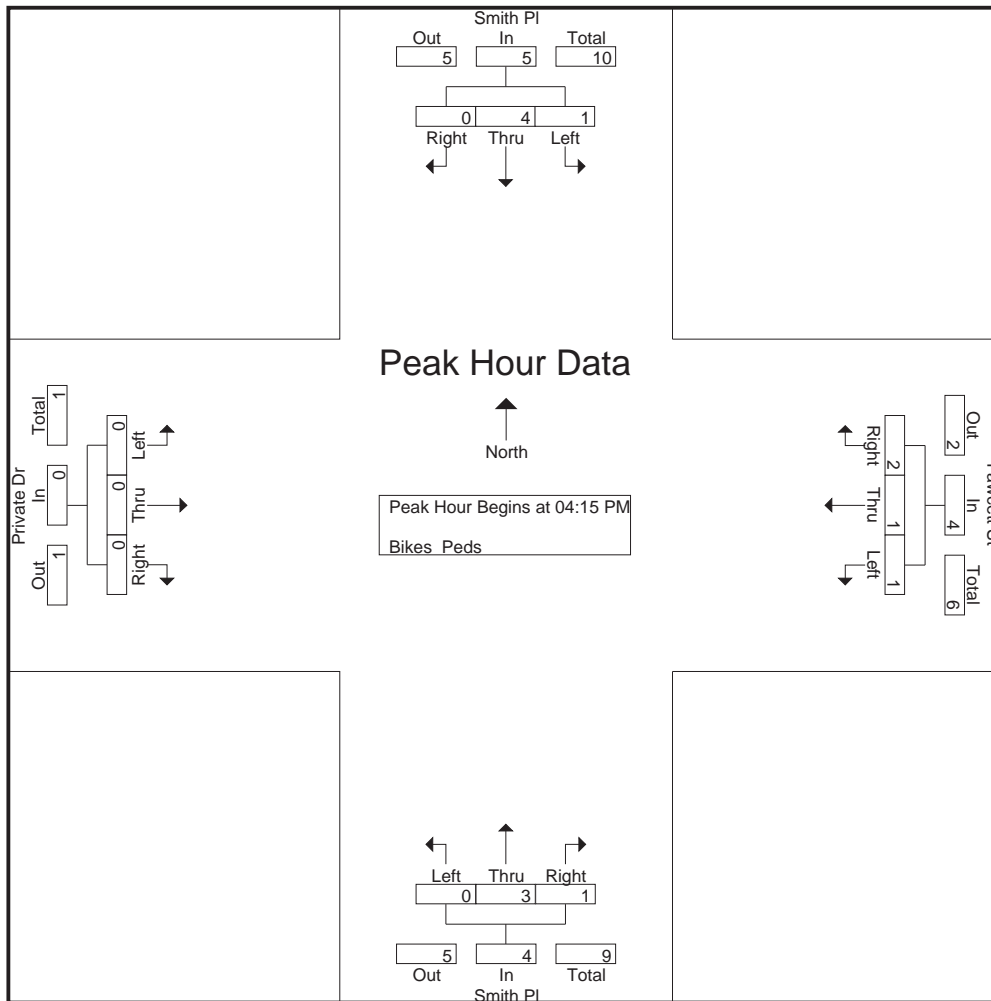 Smith Pl
Out In Total
5 5 10
0 4 1
Right Thru Left
Peak Hour Data
North
Peak Hour Begins at 04:15 PM
Bikes Peds
Private Dr
Total In Out
1 0 1
0 0 0
Left Thru Right
Right Thru Left
2 1 1
Out In Total
2 4 6
Left Thru Right
0 3 1
5 4 9
Out In Total
Smith Pl